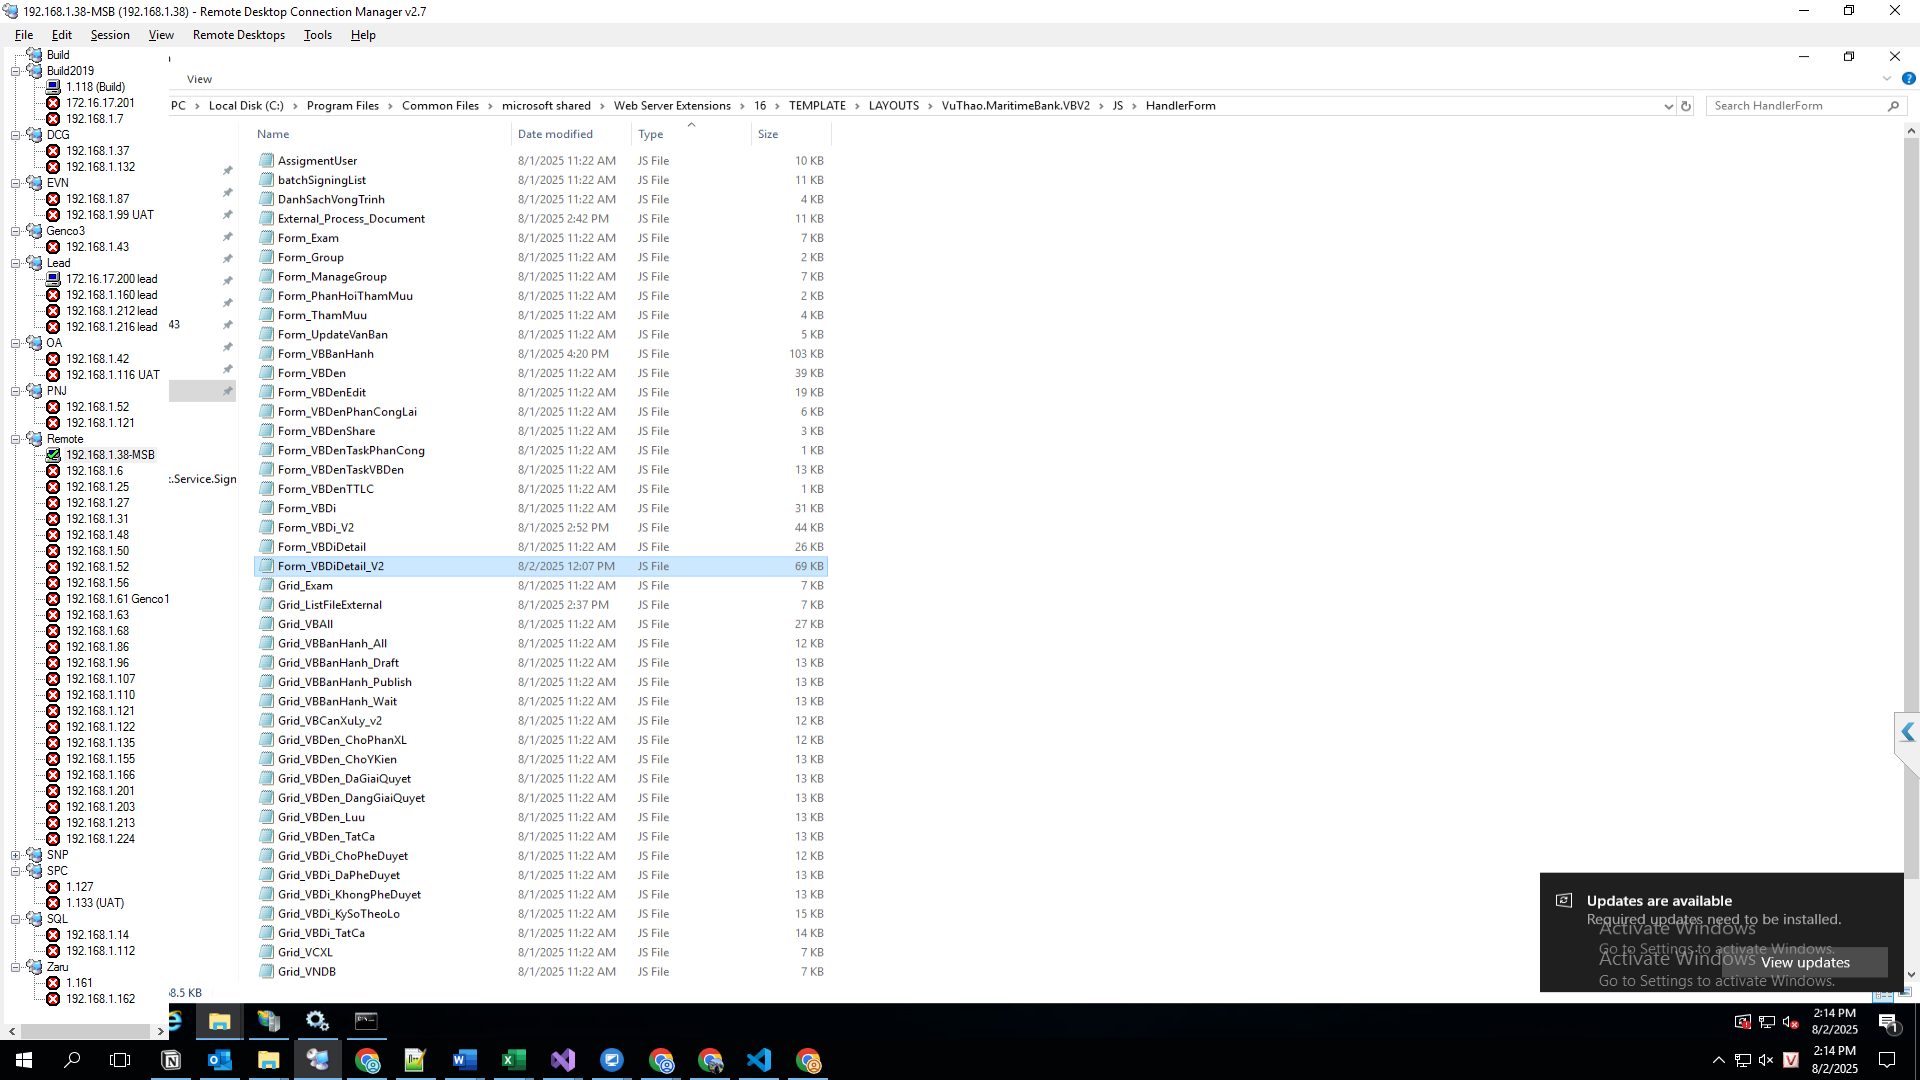 192.168.1.38-MSB (192.168.1.38) - Remote Desktop Connection Manager v2.7
File Edit Session View Remote Desktops Tools Help
Build
Build2019
1.118 (Build)
172.16.17.201
192.168.1.7
DCG
192.168.1.37
192.168.1.132
EVN
192.168.1.87
192.168.1.99 UAT
Genco3
192.168.1.43
Lead
172.16.17.200 lead
192.168.1.160 lead
192.168.1.212 lead
192.168.1.216 lead
OA
192.168.1.42
192.168.1.116 UAT
PNJ
192.168.1.52
192.168.1.121
Remote
192.168.1.38-MSB
192.168.1.6
192.168.1.25
192.168.1.27
192.168.1.31
192.168.1.48
192.168.1.50
192.168.1.52
192.168.1.56
192.168.1.61 Genco1
192.168.1.63
192.168.1.68
192.168.1.86
192.168.1.96
192.168.1.107
192.168.1.110
192.168.1.121
192.168.1.122
192.168.1.135
192.168.1.155
192.168.1.166
192.168.1.201
192.168.1.203
192.168.1.213
192.168.1.224
SNP
SPC
1.127
1.133 (UAT)
SQL
192.168.1.14
192.168.1.112
Zaru
1.161
192.168.1.162
View
PC > Local Disk (C:) > Program Files > Common Files > microsoft shared > Web Server Extensions > 16 > TEMPLATE > LAYOUTS > VuThao.MaritimeBank.VBV2 > JS > HandlerForm
Search HandlerForm
43
:.Service.Sign
Name Date modified Type Size
AssigmentUser 8/1/2025 11:22 AM JS File 10 KB
batchSigningList 8/1/2025 11:22 AM JS File 11 KB
DanhSachVongTrinh 8/1/2025 11:22 AM JS File 4 KB
External_Process_Document 8/1/2025 2:42 PM JS File 11 KB
Form_Exam 8/1/2025 11:22 AM JS File 7 KB
Form_Group 8/1/2025 11:22 AM JS File 2 KB
Form_ManageGroup 8/1/2025 11:22 AM JS File 7 KB
Form_PhanHoiThamMuu 8/1/2025 11:22 AM JS File 2 KB
Form_ThamMuu 8/1/2025 11:22 AM JS File 4 KB
Form_UpdateVanBan 8/1/2025 11:22 AM JS File 5 KB
Form_VBBanHanh 8/1/2025 4:20 PM JS File 103 KB
Form_VBDen 8/1/2025 11:22 AM JS File 39 KB
Form_VBDenEdit 8/1/2025 11:22 AM JS File 19 KB
Form_VBDenPhanCongLai 8/1/2025 11:22 AM JS File 6 KB
Form_VBDenShare 8/1/2025 11:22 AM JS File 3 KB
Form_VBDenTaskPhanCong 8/1/2025 11:22 AM JS File 1 KB
Form_VBDenTaskVBDen 8/1/2025 11:22 AM JS File 13 KB
Form_VBDenTTLC 8/1/2025 11:22 AM JS File 1 KB
Form_VBDi 8/1/2025 11:22 AM JS File 31 KB
Form_VBDi_V2 8/1/2025 2:52 PM JS File 44 KB
Form_VBDiDetail 8/1/2025 11:22 AM JS File 26 KB
Form_VBDiDetail_V2 8/2/2025 12:07 PM JS File 69 KB
Grid_Exam 8/1/2025 11:22 AM JS File 7 KB
Grid_ListFileExternal 8/1/2025 2:37 PM JS File 7 KB
Grid_VBAll 8/1/2025 11:22 AM JS File 27 KB
Grid_VBBanHanh_All 8/1/2025 11:22 AM JS File 12 KB
Grid_VBBanHanh_Draft 8/1/2025 11:22 AM JS File 13 KB
Grid_VBBanHanh_Publish 8/1/2025 11:22 AM JS File 13 KB
Grid_VBBanHanh_Wait 8/1/2025 11:22 AM JS File 13 KB
Grid_VBCanXuLy_v2 8/1/2025 11:22 AM JS File 12 KB
Grid_VBDen_ChoPhanXL 8/1/2025 11:22 AM JS File 12 KB
Grid_VBDen_ChoYKien 8/1/2025 11:22 AM JS File 13 KB
Grid_VBDen_DaGiaiQuyet 8/1/2025 11:22 AM JS File 13 KB
Grid_VBDen_DangGiaiQuyet 8/1/2025 11:22 AM JS File 13 KB
Grid_VBDen_Luu 8/1/2025 11:22 AM JS File 13 KB
Grid_VBDen_TatCa 8/1/2025 11:22 AM JS File 13 KB
Grid_VBDi_ChoPheDuyet 8/1/2025 11:22 AM JS File 12 KB
Grid_VBDi_DaPheDuyet 8/1/2025 11:22 AM JS File 13 KB
Grid_VBDi_KhongPheDuyet 8/1/2025 11:22 AM JS File 13 KB
Grid_VBDi_KySoTheoLo 8/1/2025 11:22 AM JS File 15 KB
Grid_VBDi_TatCa 8/1/2025 11:22 AM JS File 14 KB
Grid_VCXL 8/1/2025 11:22 AM JS File 7 KB
Grid_VNDB 8/1/2025 11:22 AM JS File 7 KB
8.5 KB
Updates are available
Required updates need to be installed.
Activate Windows
Go to Settings to activate Windows.
Activate Windows
View updates
Go to Settings to activate Windows.
2:14 PM
8/2/2025
1
2:14 PM
8/2/2025